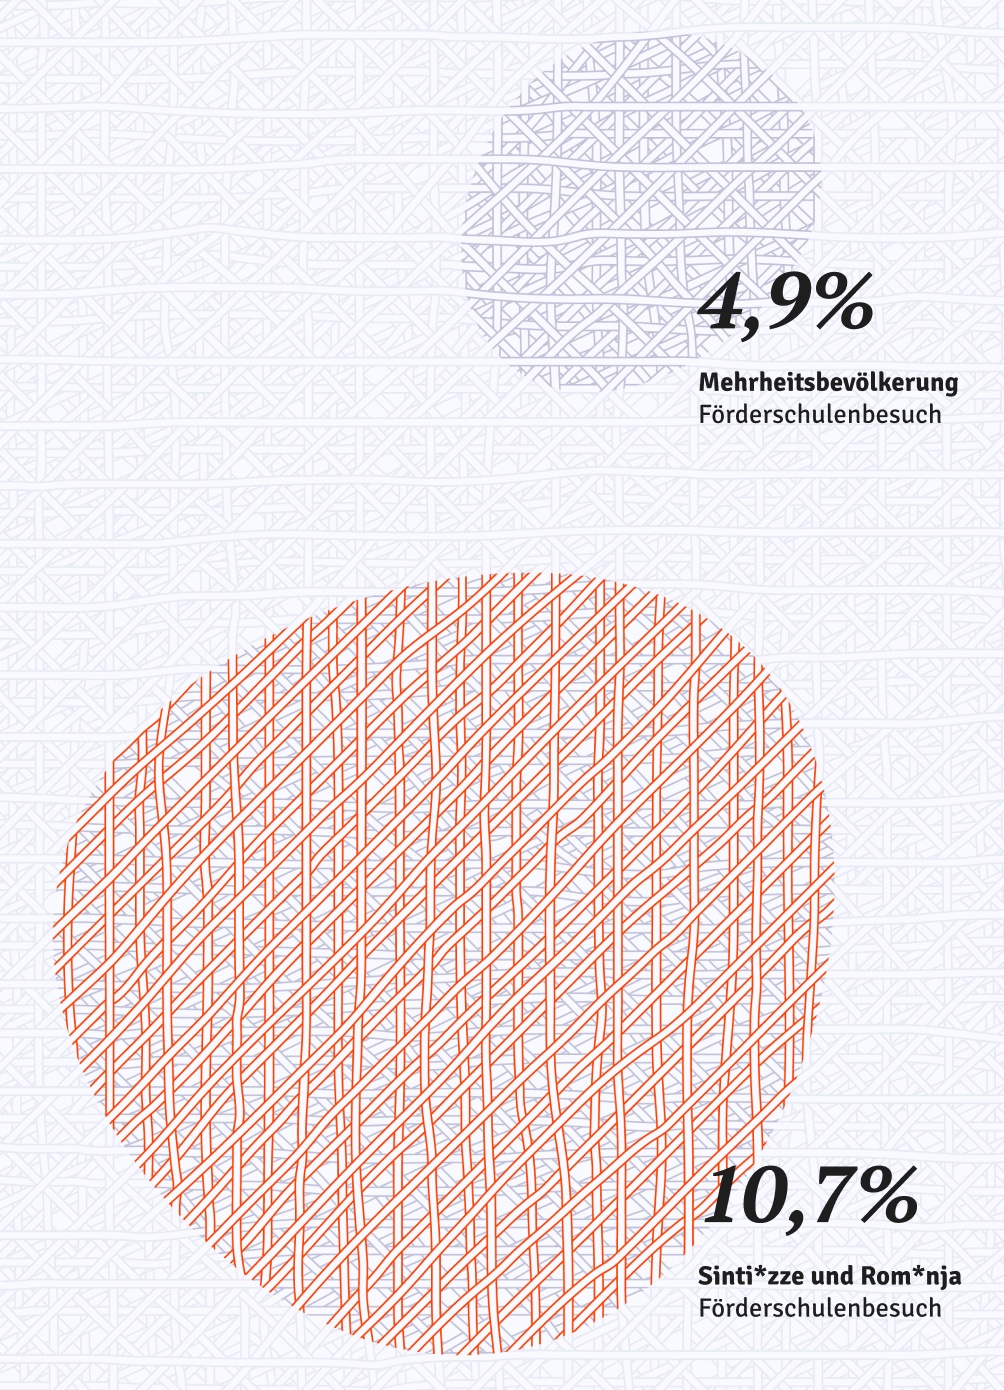 4,9%
Mehrheitsbevölkerung
Förderschulenbesuch
10,7%
Sinti*zze und Rom*nja
Förderschulenbesuch